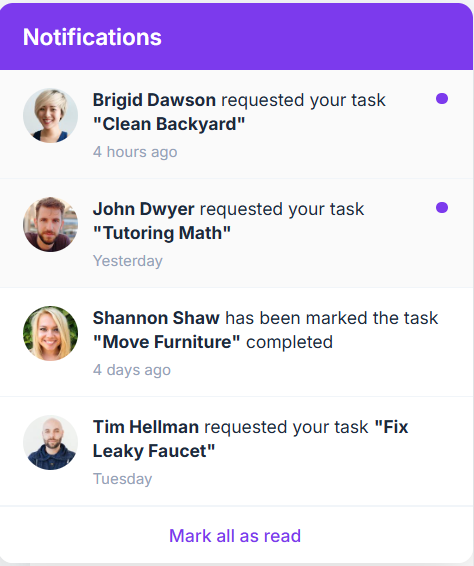 Notifications
Brigid Dawson requested your task
"Clean Backyard"
4 hours ago
John Dwyer requested your task
"Tutoring Math"
Yesterday
Shannon Shaw has been marked the task
"Move Furniture" completed
4 days ago
Tim Hellman requested your task "Fix
Leaky Faucet"
Tuesday
Mark all as read